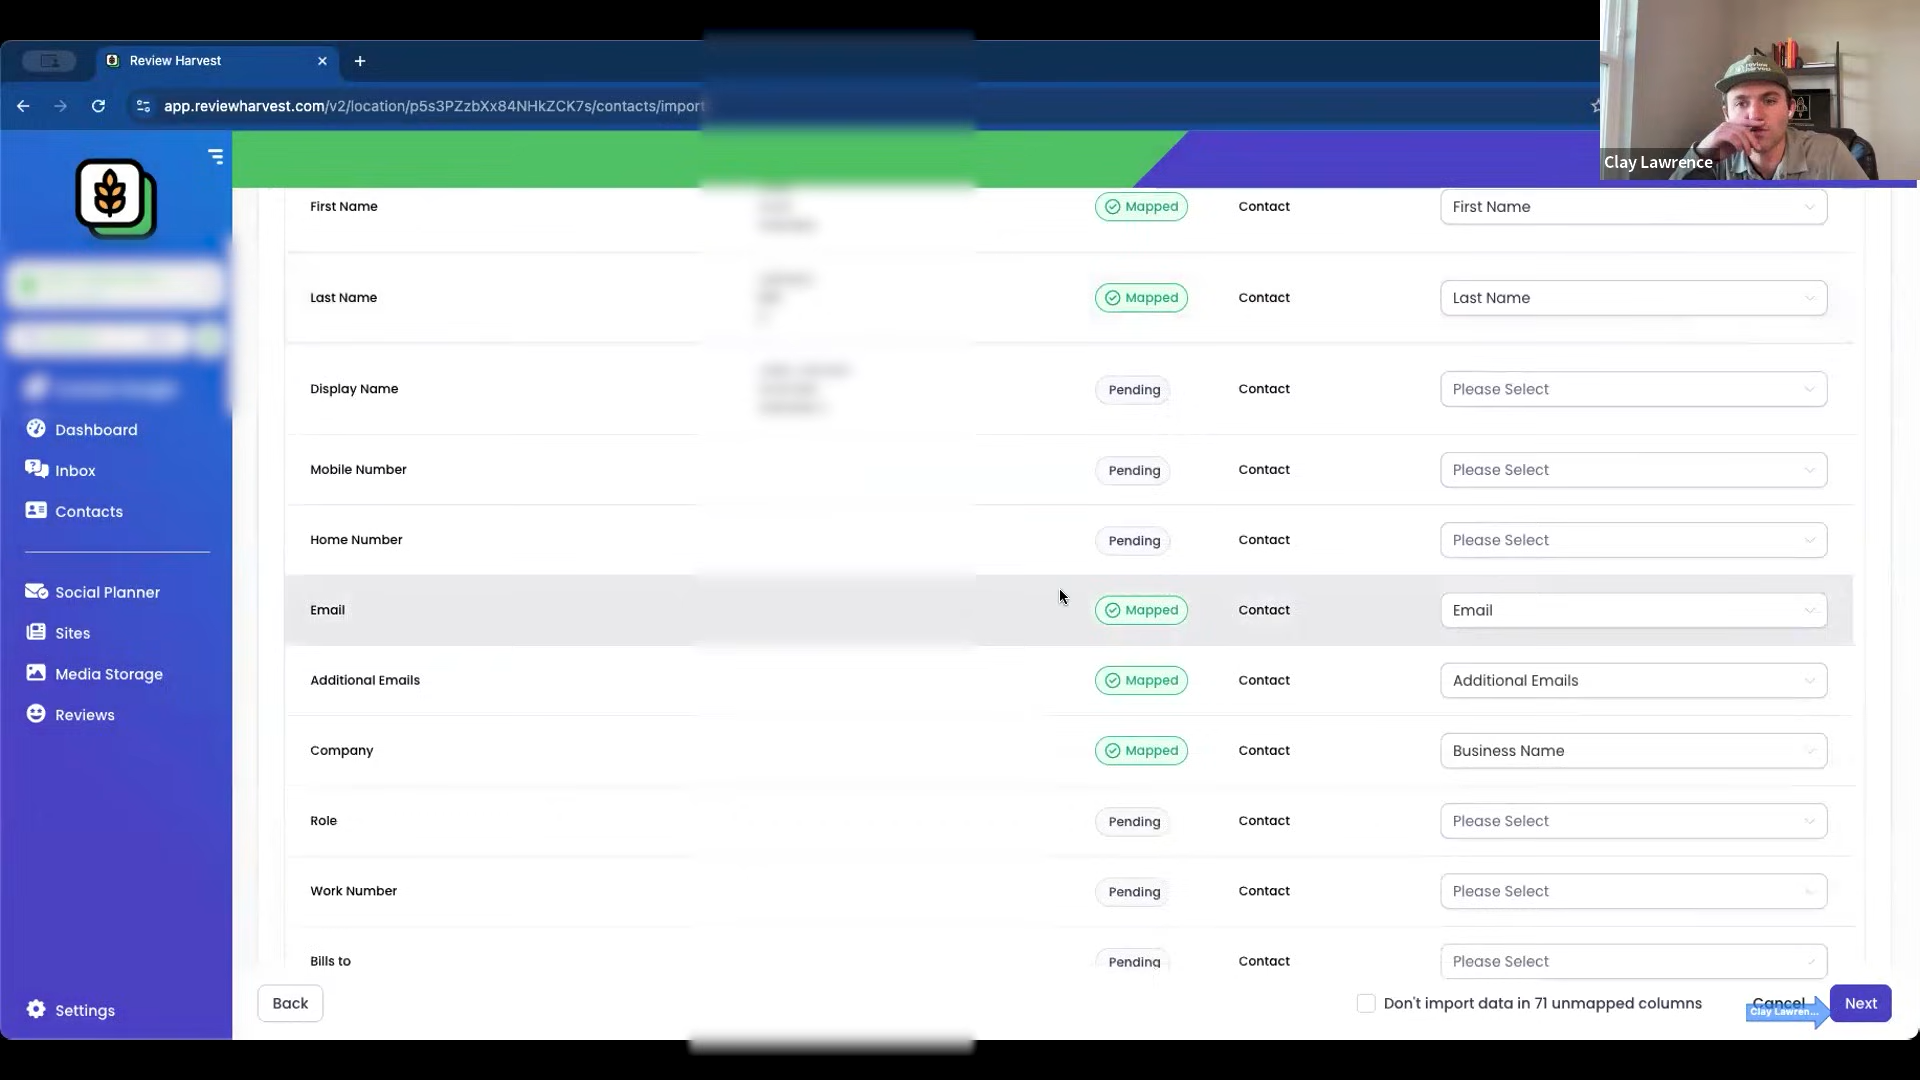 Review Harvest
app.reviewharvest.com/v2/location/p5s3PZzbXx84NHkZCK7s/contacts/import
Clay Lawrence
First Name Mapped Contact First Name
Last Name Mapped Contact Last Name
Display Name Pending Contact Please Select
Dashboard
Mobile Number Pending Contact Please Select
Inbox
Contacts
Home Number Pending Contact Please Select
Social Planner
Email Mapped Contact Email
Sites
Additional Emails Mapped Contact Additional Emails
Media Storage
Reviews
Company Mapped Contact Business Name
Role Pending Contact Please Select
Work Number Pending Contact Please Select
Bills to Pending Contact Please Select
Settings
Back Don't import data in 71 unmapped columns Cancel Next
Clay Lawren...